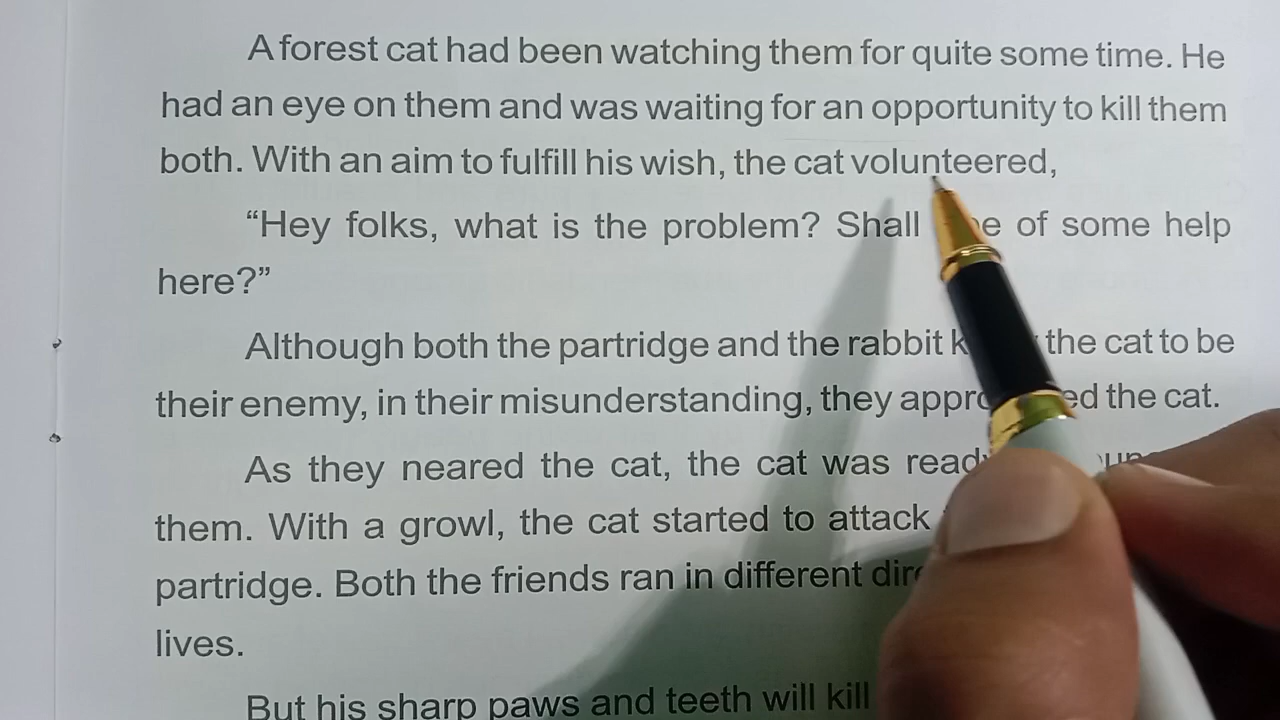 A forest cat had been watching them for quite some time. He
had an eye on them and was waiting for an opportunity to kill them
both. With an aim to fulfill his wish, the cat volunteered,
“Hey folks, what is the problem? Shall of some help
here?”
Although both the partridge and the rabbit the cat to be
their enemy, in their misunderstanding, they the cat.
As they neared the cat, the cat was
them. With a growl, the cat started to attack
partridge. Both the friends ran in different
lives.
But his sharp paws and teeth will kill